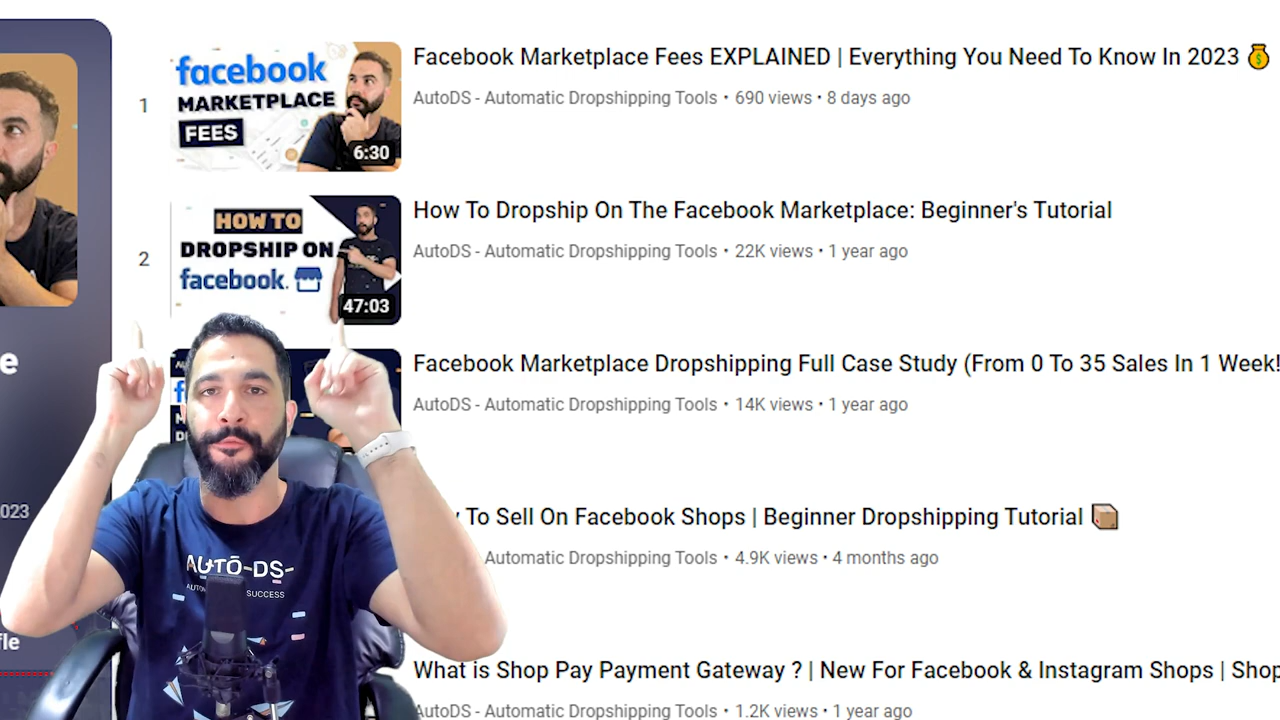 1
facebook
MARKETPLACE
FEES
6:30
Facebook Marketplace Fees EXPLAINED | Everything You Need To Know In 2023 💰
AutoDS - Automatic Dropshipping Tools • 690 views • 8 days ago
2
HOW TO
DROPSHIP ON
facebook.
47:03
How To Dropship On The Facebook Marketplace: Beginner's Tutorial
AutoDS - Automatic Dropshipping Tools • 22K views • 1 year ago
e
Facebook Marketplace Dropshipping Full Case Study (From 0 To 35 Sales In 1 Week!
AutoDS - Automatic Dropshipping Tools • 14K views • 1 year ago
023
To Sell On Facebook Shops | Beginner Dropshipping Tutorial 📦
Automatic Dropshipping Tools • 4.9K views • 4 months ago
AUTO-DS-
SUCCESS
fle
What is Shop Pay Payment Gateway ? | New For Facebook & Instagram Shops | Shop
AutoDS - Automatic Dropshipping Tools • 1.2K views • 1 year ago